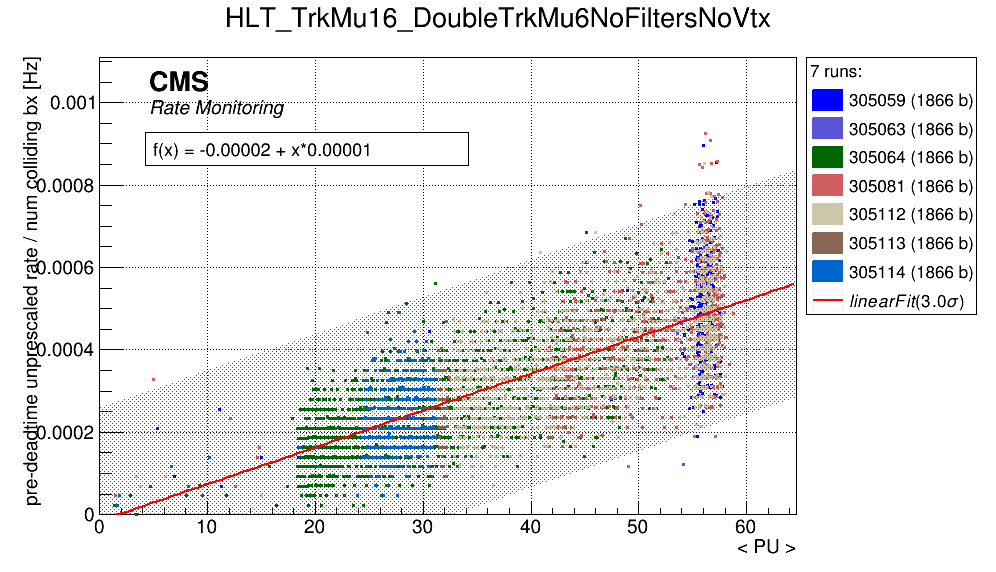 HLT_TrkMu16_DoubleTrkMu6NoFiltersNoVtx
pre-deadtime unprescaled rate / num colliding bx [Hz]
CMS
Rate Monitoring
f(x) = -0.00002 + x*0.00001
0.001
0.0008
0.0006
0.0004
0.0002
0
0 10 20 30 40 50 60
< PU >
7 runs:
305059 (1866 b)
305063 (1866 b)
305064 (1866 b)
305081 (1866 b)
305112 (1866 b)
305113 (1866 b)
305114 (1866 b)
linearFit(3.0σ)